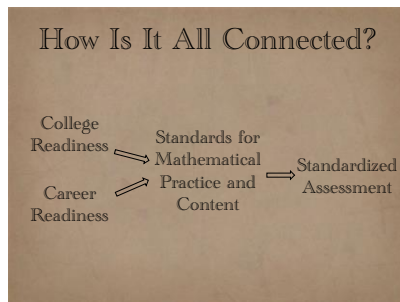 How Is It All Connected?
College
Readiness
Career
Readiness
Standards for
Mathematical
Practice and
Content
Standardized
Assessment